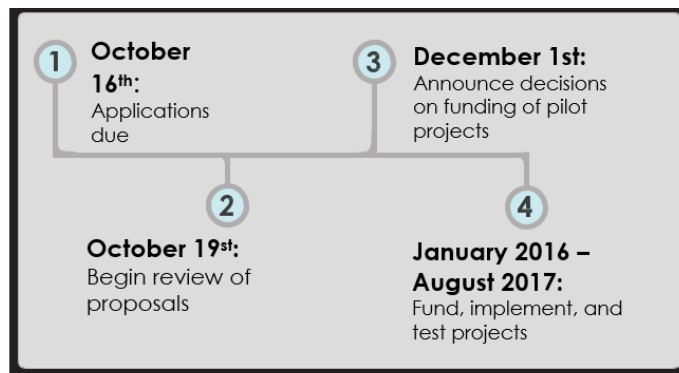 1
October
16th:
Applications
due
2
October 19st:
Begin review of
proposals
3
December 1st:
Announce decisions
on funding of pilot
projects
4
January 2016 –
August 2017:
Fund, implement, and
test projects